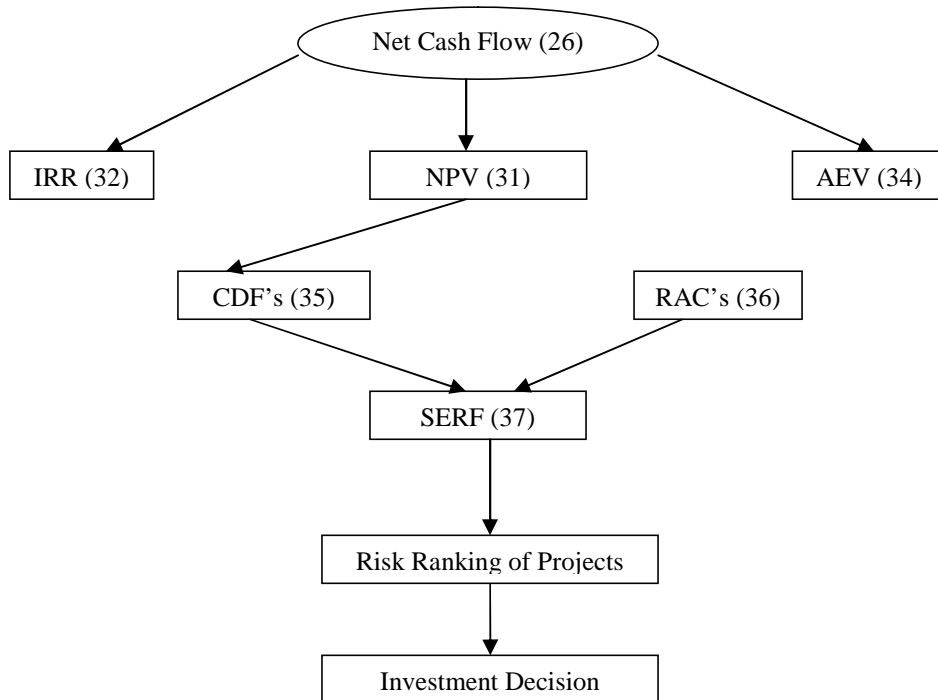 Net Cash Flow (26)
IRR (32)
NPV (31)
AEV (34)
CDF’s (35)
RAC’s (36)
SERF (37)
Risk Ranking of Projects
Investment Decision